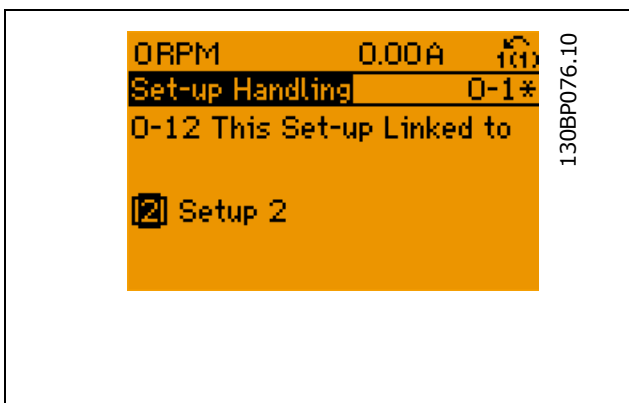 0RPM 0.00A 1(1)
Set-up Handling 0-1*
0-12 This Set-up Linked to
[2] Setup 2
130BP076.10